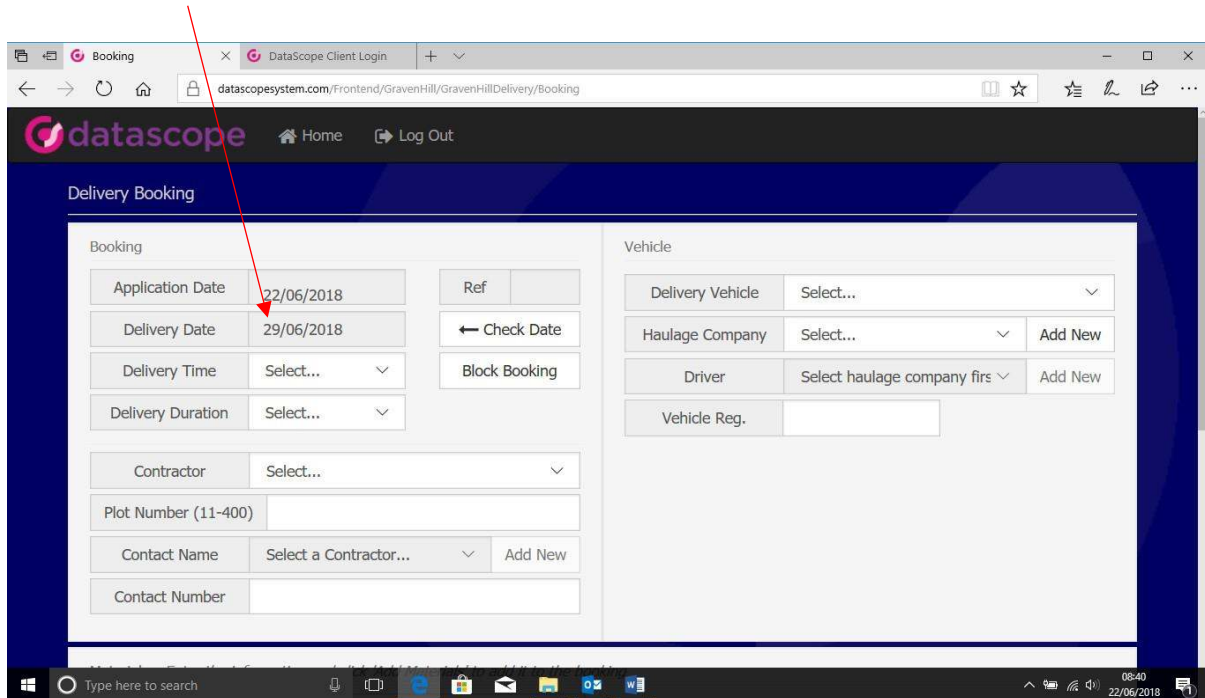 Booking
DataScope Client Login
datascopesystem.com/Frontend/GravenHill/GravenHillDelivery/Booking
datascope Home Log Out
Delivery Booking
Booking
Application Date 22/06/2018 Ref
Delivery Date 29/06/2018 Check Date
Delivery Time Select... Block Booking
Delivery Duration Select...
Contractor Select...
Plot Number (11-400)
Contact Name Select a Contractor... Add New
Contact Number
Vehicle
Delivery Vehicle Select...
Haulage Company Select... Add New
Driver Select haulage company firs Add New
Vehicle Reg.
Type here to search
08:40
22/06/2018